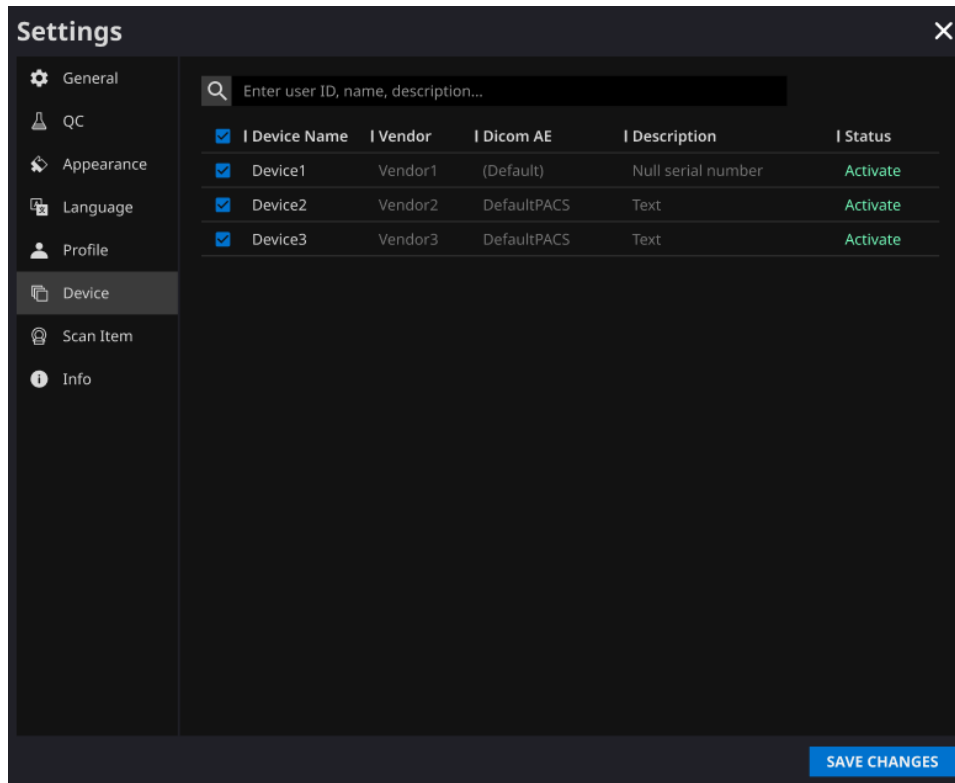 Settings
General
QC
Appearance
Language
Profile
Device
Scan Item
Info
Enter user ID, name, description...
Device Name Vendor Dicom AE Description Status
Device1 Vendor1 (Default) Null serial number Activate
Device2 Vendor2 DefaultPACS Text Activate
Device3 Vendor3 DefaultPACS Text Activate
SAVE CHANGES